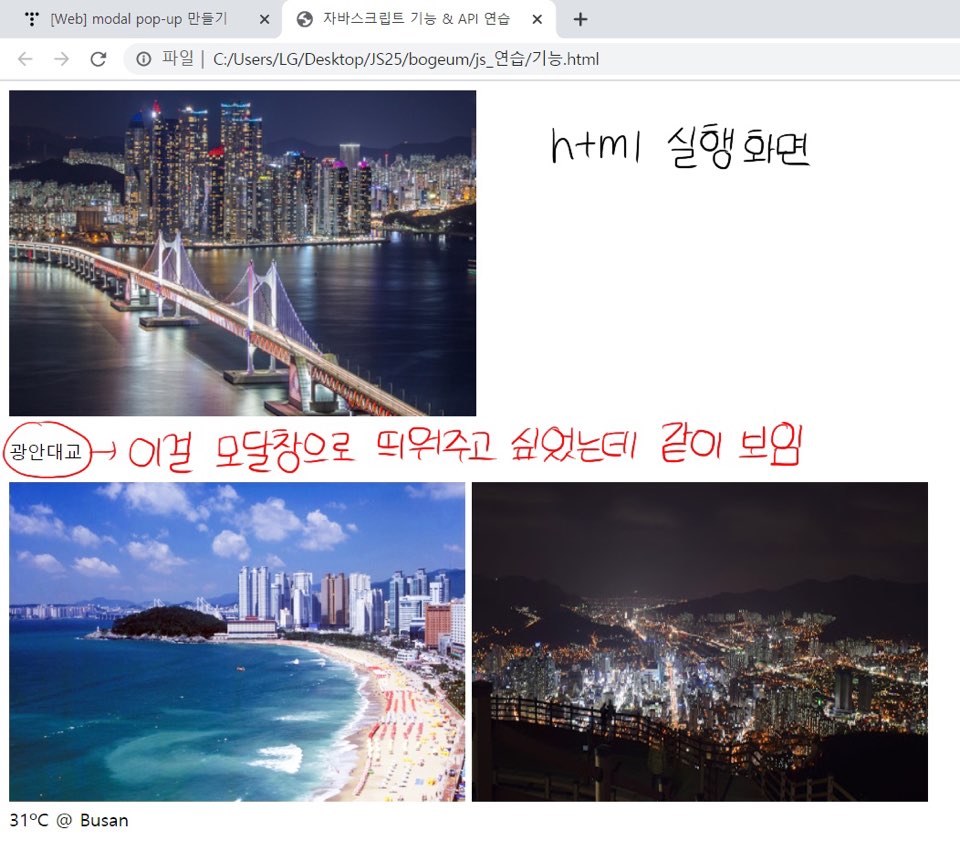 [Web] modal pop-up 만들기
자바스크립트 기능 & API 연습
파일 | C:/Users/LG/Desktop/JS25/bogeum/js_연습/기능.html
html 실행화면
광안대교 → 이걸 모달창으로 띄워주고 싶었는데 같이 보임
31ºC @ Busan